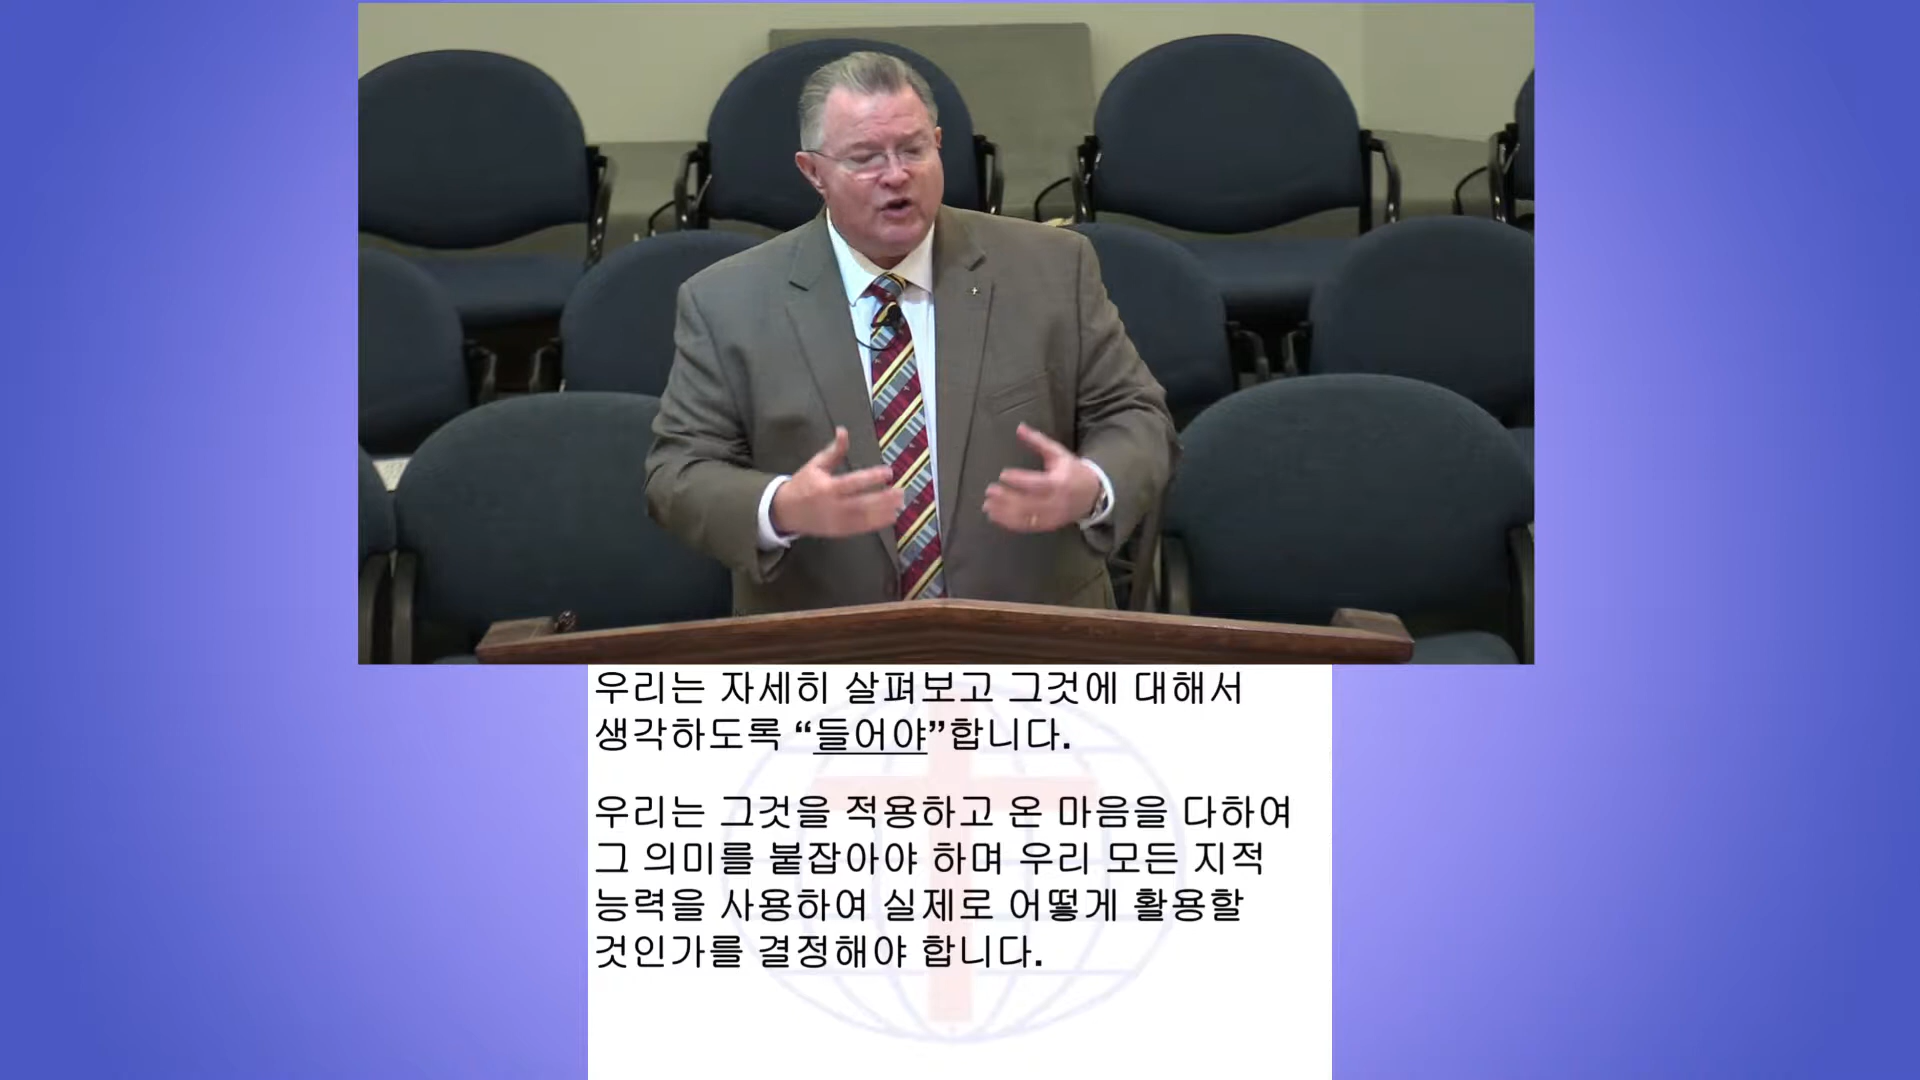 우리는 자세히 살펴보고 그것에 대해서
생각하도록 “들어야”합니다.
우리는 그것을 적용하고 온 마음을 다하여
그 의미를 붙잡아야 하며 우리 모든 지적
능력을 사용하여 실제로 어떻게 활용할
것인가를 결정해야 합니다.